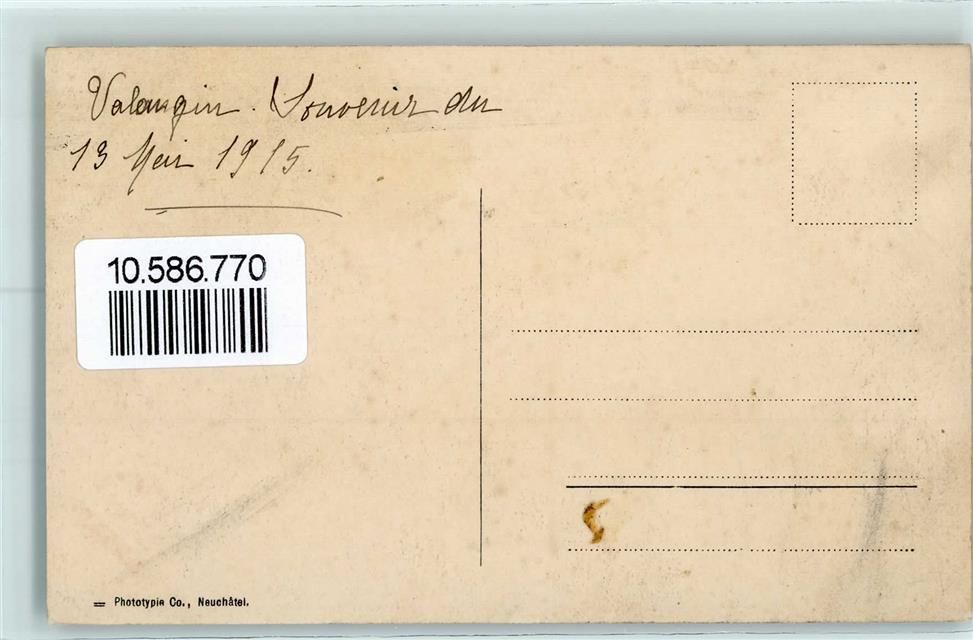 Valangin. Souvenir du
13 Mai 1915.
10.586.770
= Phototypie Co., Neuchâtel.